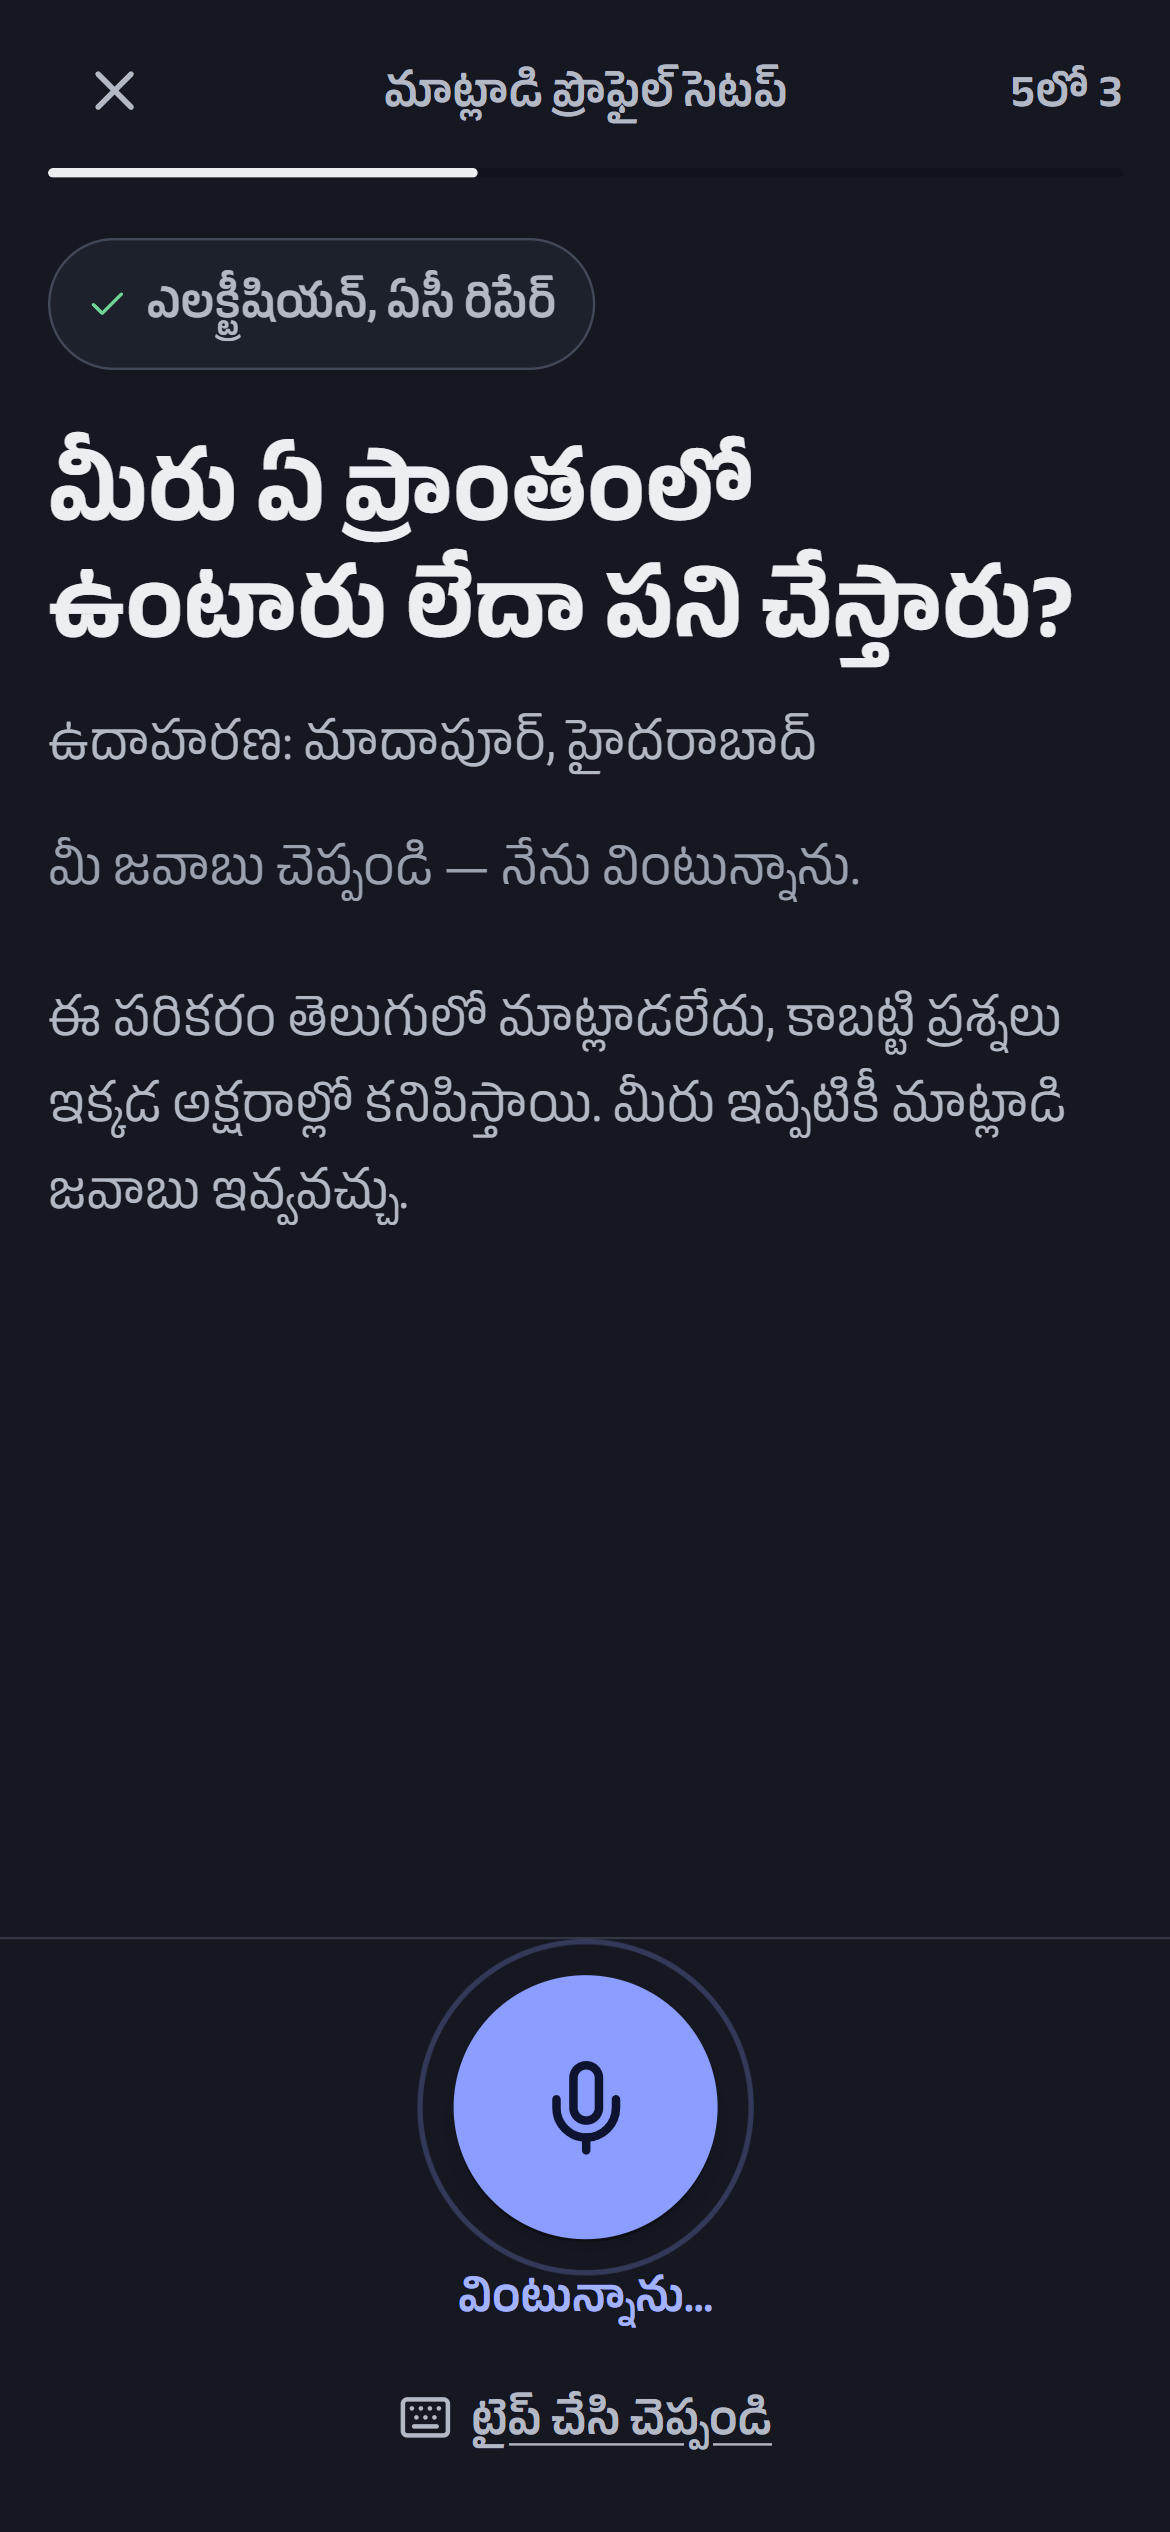 మాట్లాడి ప్రొఫైల్ సెటప్
5లో 3
ఎలక్ట్రీషియన్, ఏసీ రిపేర్
మీరు ఏ ప్రాంతంలో
ఉంటారు లేదా పని చేస్తారు?
ఉదాహరణ: మాదాపూర్, హైదరాబాద్
మీ జవాబు చెప్పండి — నేను వింటున్నాను.
ఈ పరికరం తెలుగులో మాట్లాడలేదు, కాబట్టి ప్రశ్నలు
ఇక్కడ అక్షరాల్లో కనిపిస్తాయి. మీరు ఇప్పటికీ మాట్లాడి
జవాబు ఇవ్వవచ్చు.
వింటున్నాను...
టైప్ చేసి చెప్పండి